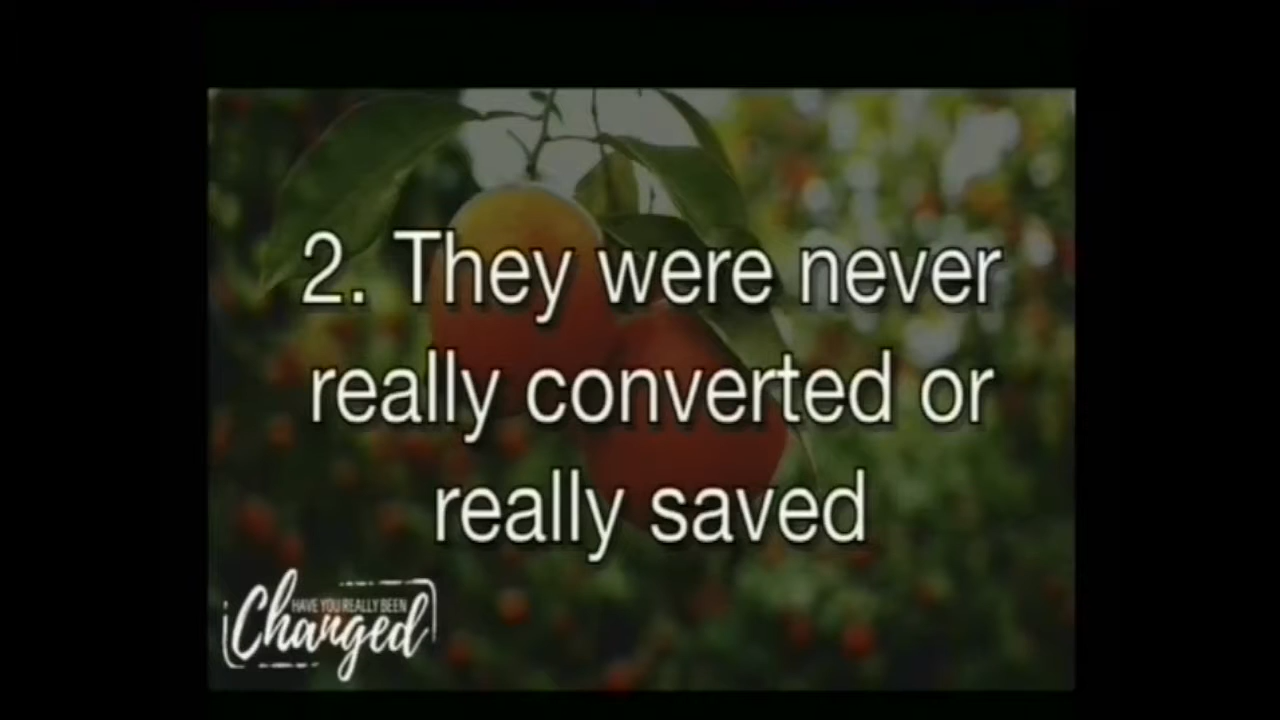 2. They were never
really converted or
really saved
HAVE YOU REALLY BEEN
Changed